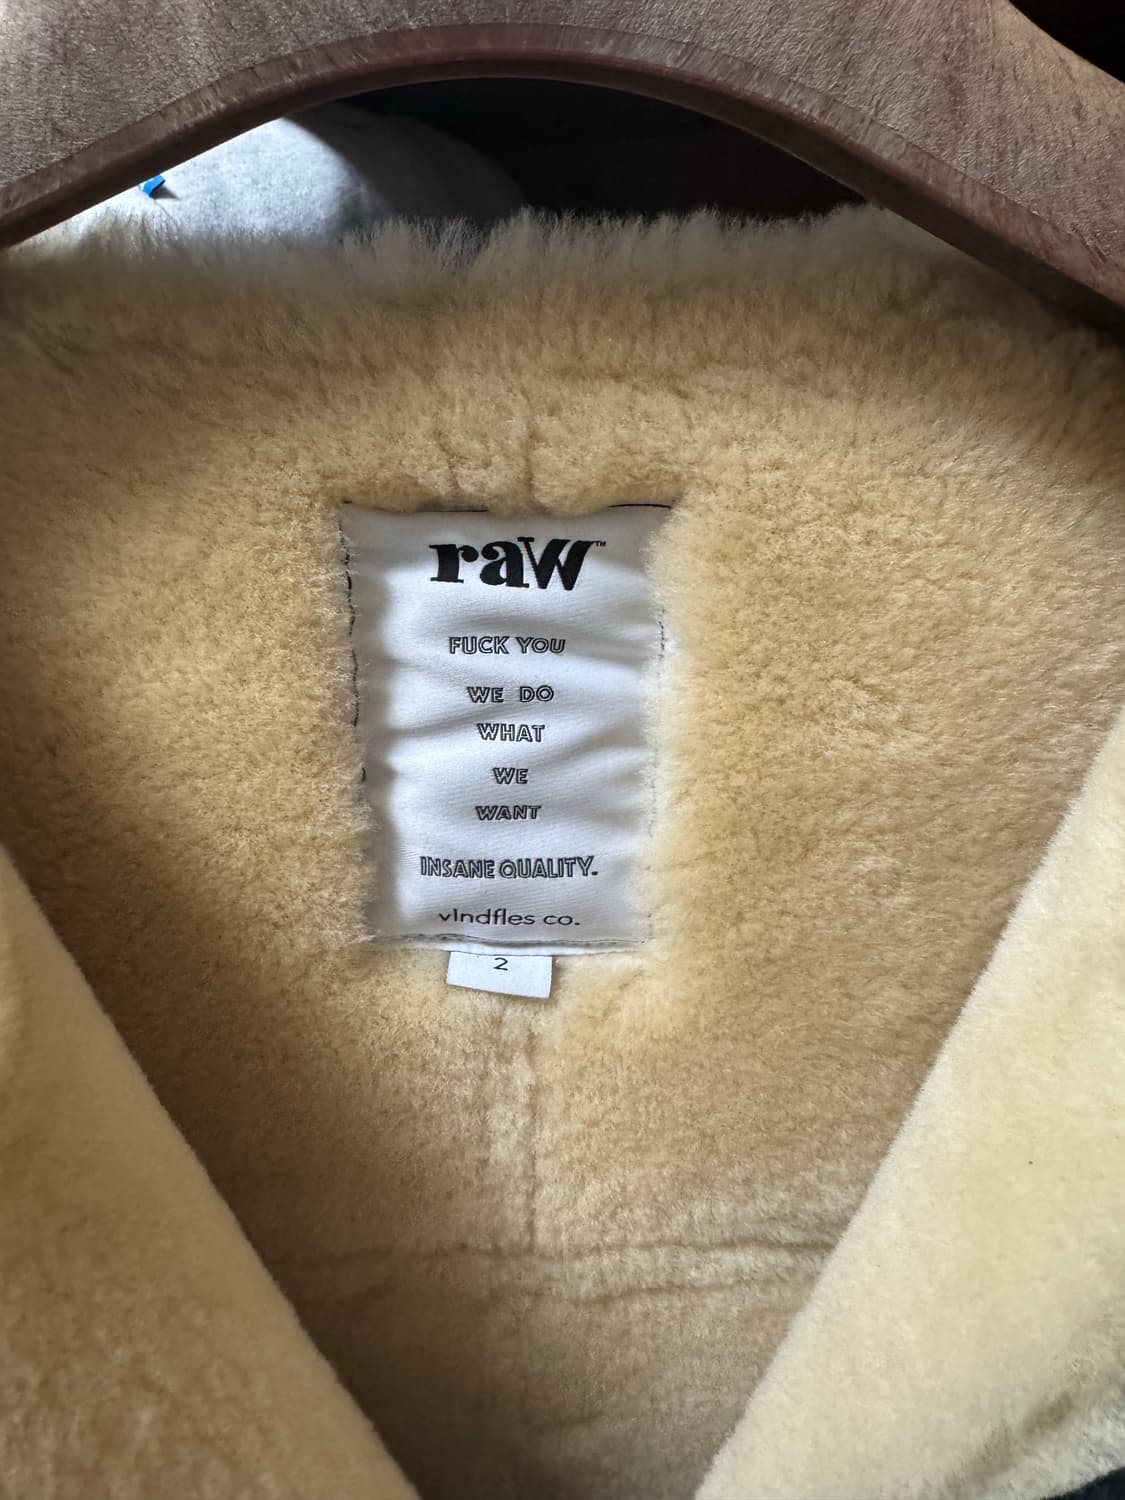 raW™
FUCK YOU
WE DO
WHAT
WE
WANT
INSANE QUALITY.
vlndfles co.
2